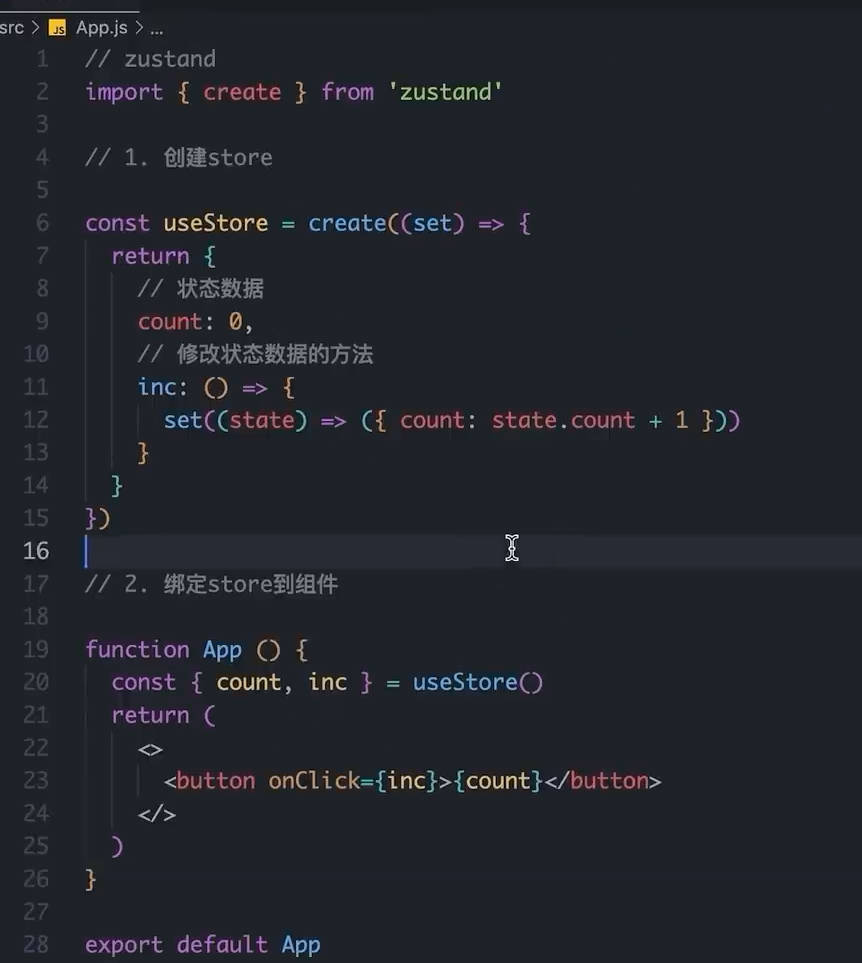 src > JS App.js > ...
1 // zustand
2 import { create } from 'zustand'
3
4 // 1. 创建store
5
6 const useStore = create((set) => {
7   return {
8     // 状态数据
9     count: 0,
10     // 修改状态数据的方法
11     inc: () => {
12       set((state) => ({ count: state.count + 1 }))
13     }
14   }
15 })
16
17 // 2. 绑定store到组件
18
19 function App () {
20   const { count, inc } = useStore()
21   return (
22     <>
23       <button onClick={inc}>{count}</button>
24     </>
25   )
26 }
27
28 export default App